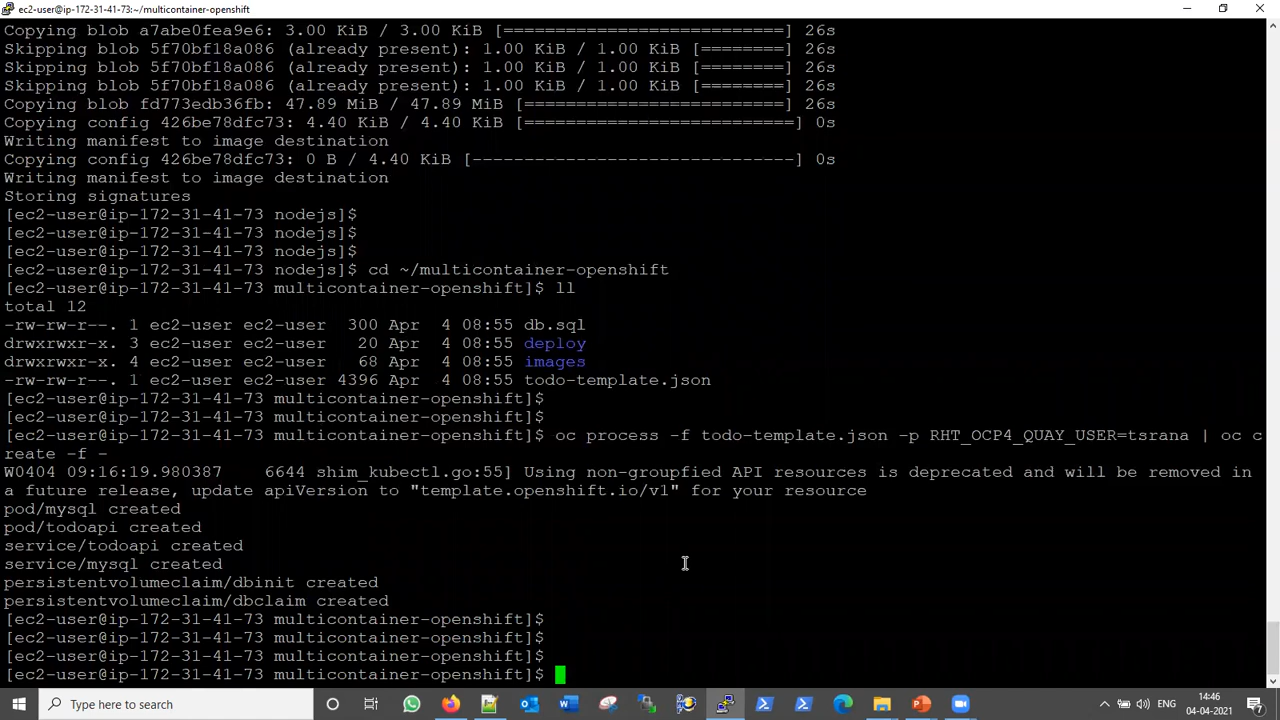 ec2-user@ip-172-31-41-73:~/multicontainer-openshift
Copying blob a7abe0fea9e6: 3.00 KiB / 3.00 KiB [===========================] 26s
Skipping blob 5f70bf18a086 (already present): 1.00 KiB / 1.00 KiB [========] 26s
Skipping blob 5f70bf18a086 (already present): 1.00 KiB / 1.00 KiB [========] 26s
Skipping blob 5f70bf18a086 (already present): 1.00 KiB / 1.00 KiB [========] 26s
Copying blob fd773edb36fb: 47.89 MiB / 47.89 MiB [=========================] 26s
Copying config 426be78dfc73: 4.40 KiB / 4.40 KiB [==========================] 0s
Writing manifest to image destination
Copying config 426be78dfc73: 0 B / 4.40 KiB [-------------------------------] 0s
Writing manifest to image destination
Storing signatures
[ec2-user@ip-172-31-41-73 nodejs]$
[ec2-user@ip-172-31-41-73 nodejs]$
[ec2-user@ip-172-31-41-73 nodejs]$
[ec2-user@ip-172-31-41-73 nodejs]$ cd ~/multicontainer-openshift
[ec2-user@ip-172-31-41-73 multicontainer-openshift]$ ll
total 12
-rw-rw-r--. 1 ec2-user ec2-user  300 Apr  4 08:55 db.sql
drwxrwxr-x. 3 ec2-user ec2-user   20 Apr  4 08:55 deploy
drwxrwxr-x. 4 ec2-user ec2-user   68 Apr  4 08:55 images
-rw-rw-r--. 1 ec2-user ec2-user 4396 Apr  4 08:55 todo-template.json
[ec2-user@ip-172-31-41-73 multicontainer-openshift]$
[ec2-user@ip-172-31-41-73 multicontainer-openshift]$
[ec2-user@ip-172-31-41-73 multicontainer-openshift]$ oc process -f todo-template.json -p RHT_OCP4_QUAY_USER=tsrana | oc c
reate -f -
W0404 09:16:19.980387    6644 shim_kubectl.go:55] Using non-groupfied API resources is deprecated and will be removed in
a future release, update apiVersion to "template.openshift.io/v1" for your resource
pod/mysql created
pod/todoapi created
service/todoapi created
service/mysql created
persistentvolumeclaim/dbinit created
persistentvolumeclaim/dbclaim created
[ec2-user@ip-172-31-41-73 multicontainer-openshift]$
[ec2-user@ip-172-31-41-73 multicontainer-openshift]$
[ec2-user@ip-172-31-41-73 multicontainer-openshift]$
[ec2-user@ip-172-31-41-73 multicontainer-openshift]$
Type here to search
ENG
14:46
04-04-2021